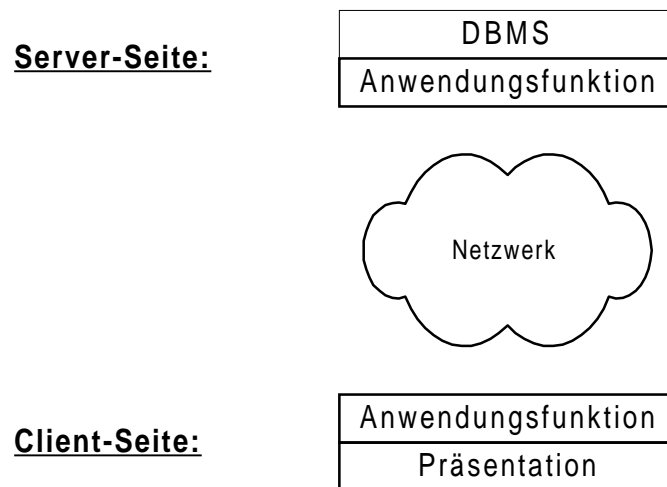 DBMS
Server-Seite:
Anwendungsfunktion
Netzwerk
Anwendungsfunktion
Client-Seite:
Präsentation